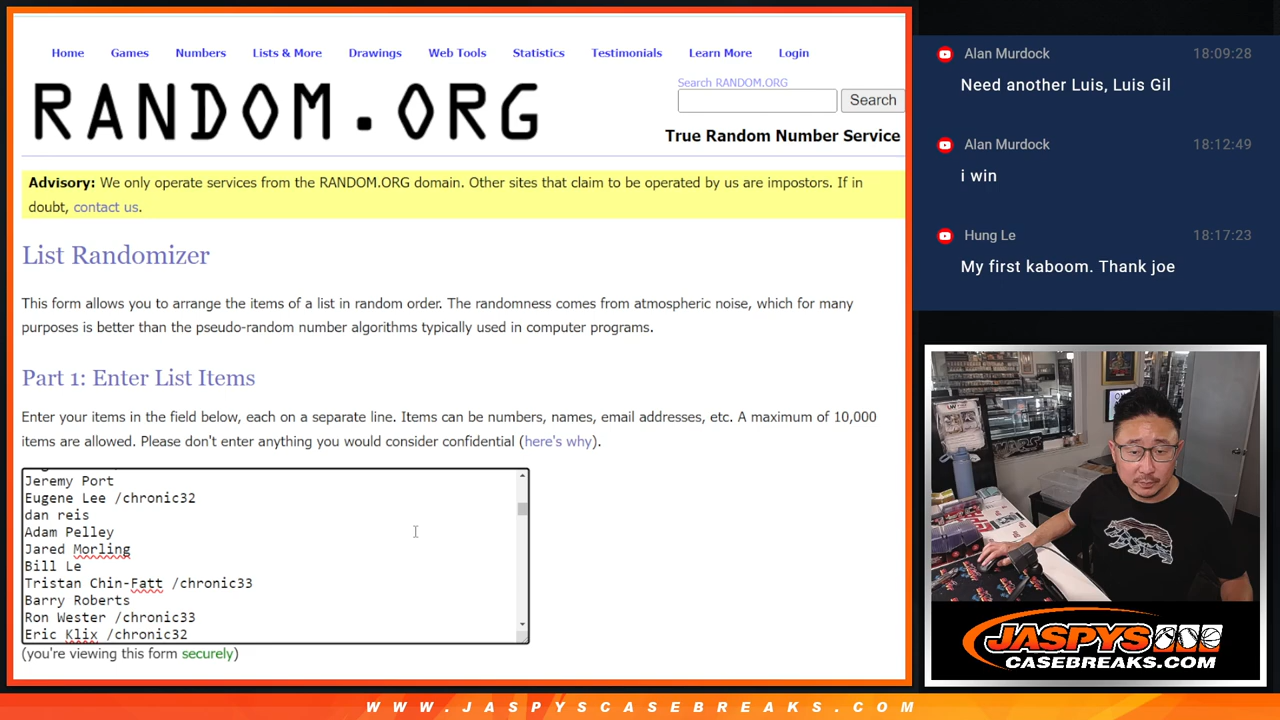 Home Games Numbers Lists & More Drawings Web Tools Statistics Testimonials Learn More Login
RANDOM.ORG
Search RANDOM.ORG
Search
True Random Number Service
Advisory: We only operate services from the RANDOM.ORG domain. Other sites that claim to be operated by us are impostors. If in
doubt, contact us.
List Randomizer
This form allows you to arrange the items of a list in random order. The randomness comes from atmospheric noise, which for many
purposes is better than the pseudo-random number algorithms typically used in computer programs.
Part 1: Enter List Items
Enter your items in the field below, each on a separate line. Items can be numbers, names, email addresses, etc. A maximum of 10,000
items are allowed. Please don't enter anything you would consider confidential (here's why).
Jeremy Port
Eugene Lee /chronic32
dan reis
Adam Pelley
Jared Morling
Bill Le
Tristan Chin-Fatt /chronic33
Barry Roberts
Ron Wester /chronic33
Eric Klix /chronic32
(you're viewing this form securely)
Alan Murdock 18:09:28
Need another Luis, Luis Gil
Alan Murdock 18:12:49
i win
Hung Le 18:17:23
My first kaboom. Thank joe
JASPYS
CASEBREAKS.COM
WWW.JASPYSCASEBREAKS.COM